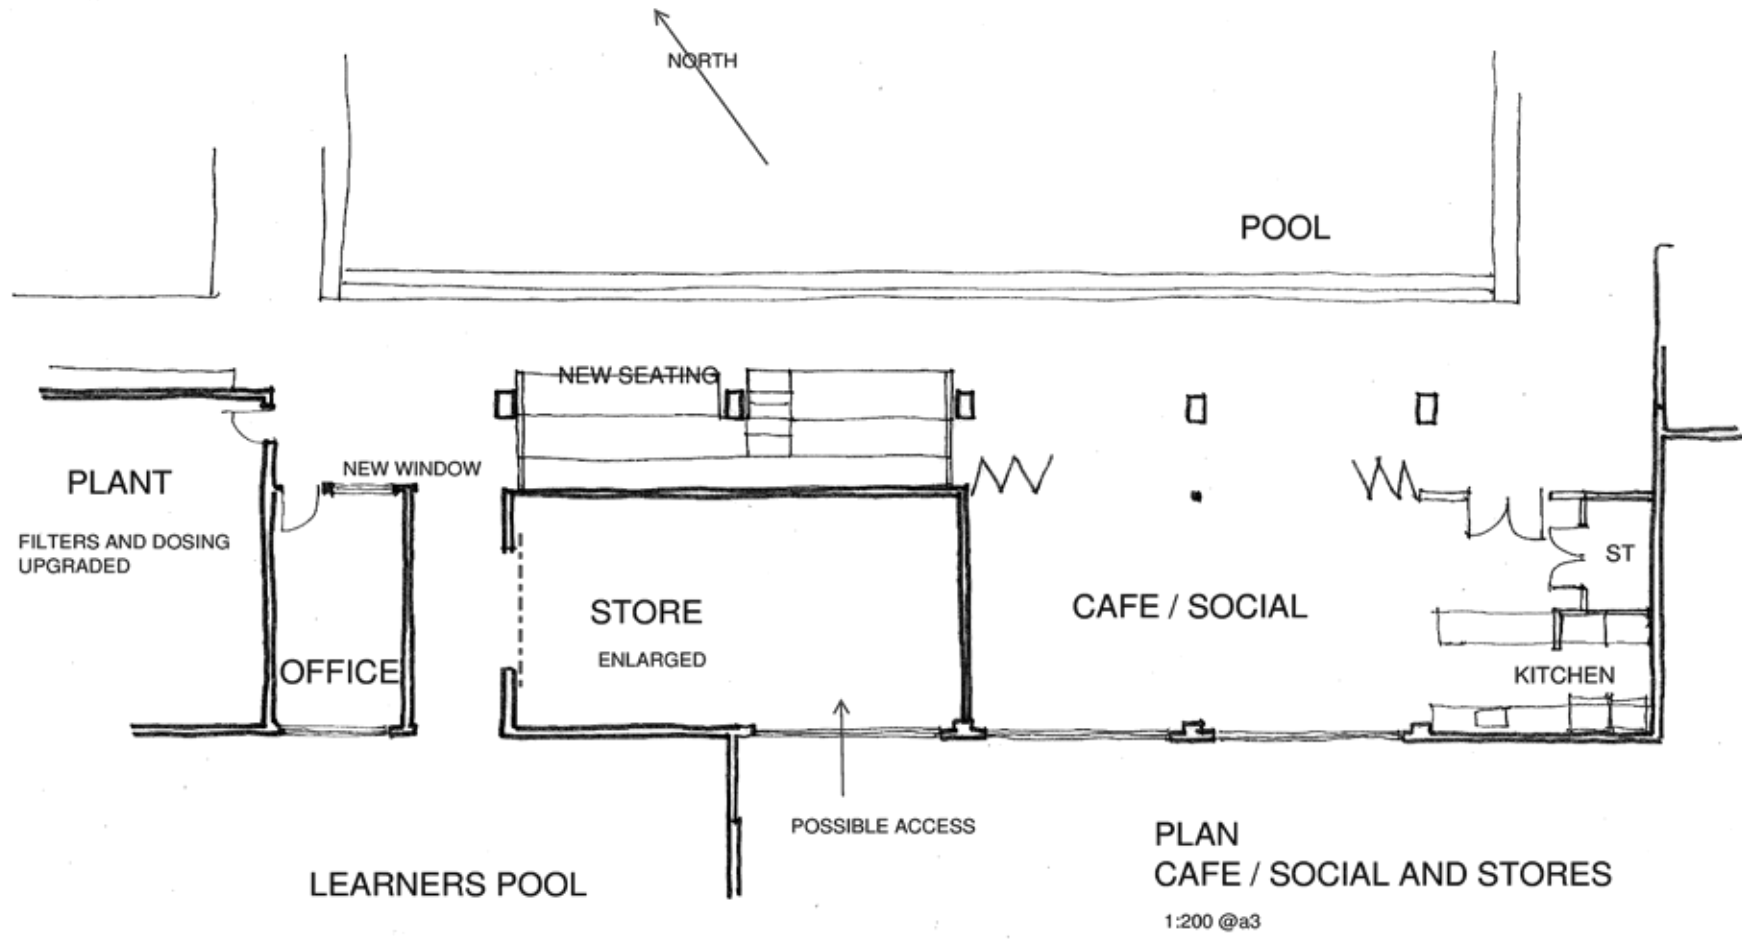 NORTH
POOL
NEW SEATING
NEW WINDOW
PLANT
FILTERS AND DOSING
UPGRADED
OFFICE
STORE
ENLARGED
CAFE / SOCIAL
ST
KITCHEN
POSSIBLE ACCESS
LEARNERS POOL
PLAN
CAFE / SOCIAL AND STORES
1:200 @a3